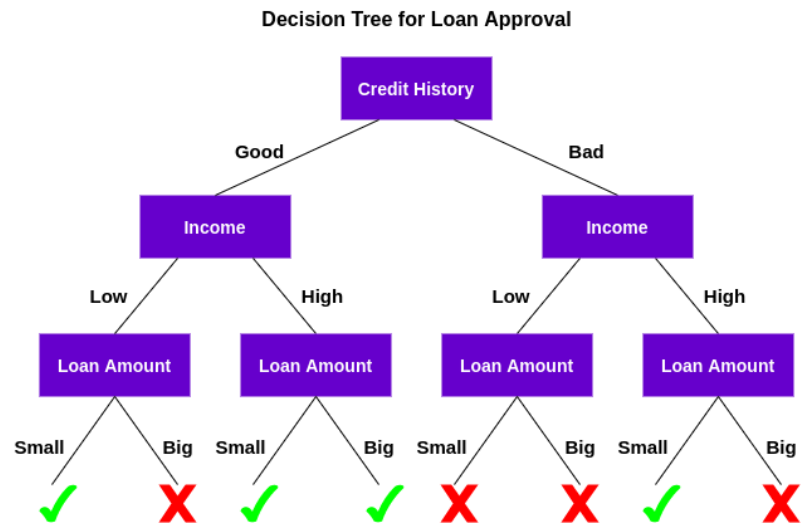 Decision Tree for Loan Approval
Credit History
Good
Bad
Income
Income
Low
High
Low
High
Loan Amount
Loan Amount
Loan Amount
Loan Amount
Small
Big
Small
Big
Small
Big
Small
Big